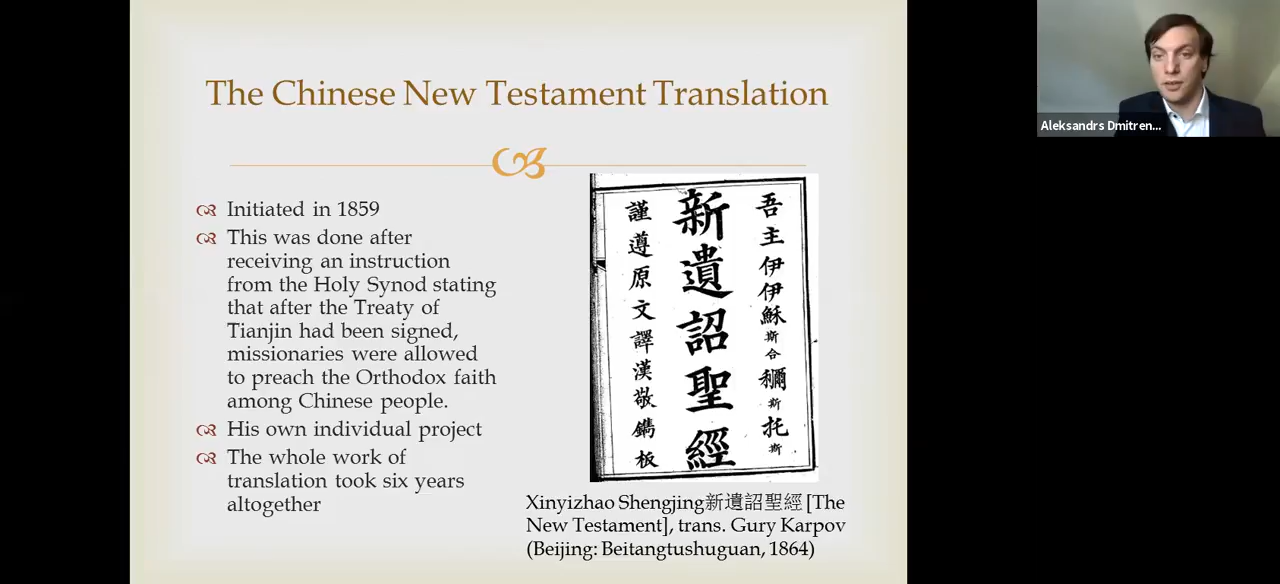 The Chinese New Testament Translation
Initiated in 1859
This was done after
receiving an instruction
from the Holy Synod stating
that after the Treaty of
Tianjin had been signed,
missionaries were allowed
to preach the Orthodox faith
among Chinese people.
His own individual project
The whole work of
translation took six years
altogether
吾主伊伊穌斯合穪斯托斯
新遺詔聖經
謹遵原文譯漢敬鐫板
Xinyizhao Shengjing新遺詔聖經 [The
New Testament], trans. Gury Karpov
(Beijing: Beitangtushuguan, 1864)
Aleksandrs Dmitren...